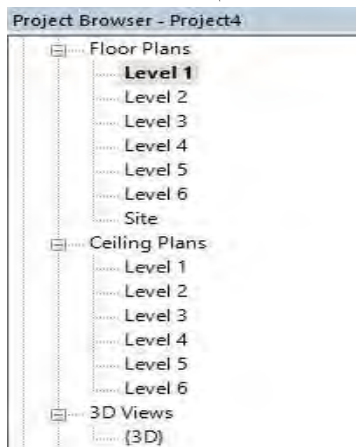 Project Browser - Project4
Floor Plans
Level 1
Level 2
Level 3
Level 4
Level 5
Level 6
Site
Ceiling Plans
Level 1
Level 2
Level 3
Level 4
Level 5
Level 6
3D Views
{3D}